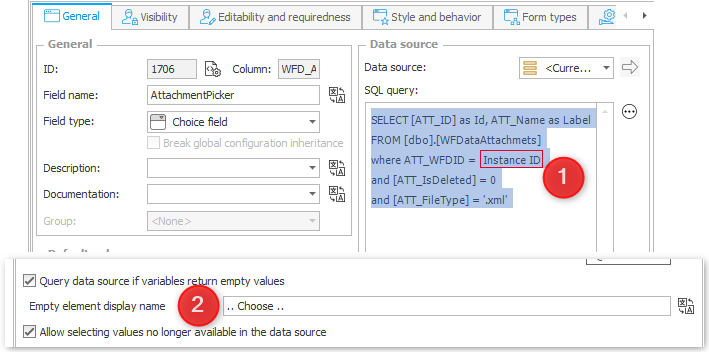 General
Visibility
Editability and requiredness
Style and behavior
Form types
General
ID:
1706
Column:
WFD_A
Field name:
AttachmentPicker
Field type:
Choice field
Break global configuration inheritance
Description:
Documentation:
Group:
<None>
Data source
Data source:
<Curre...
SQL query:
SELECT [ATT_ID] as Id, ATT_Name as Label
FROM [dbo].[WFDataAttachmets]
where ATT_WFDID = Instance ID
and [ATT_IsDeleted] = 0
and [ATT_FileType] = '.xml'
1
Query data source if variables return empty values
Empty element display name
2
.. Choose ..
Allow selecting values no longer available in the data source